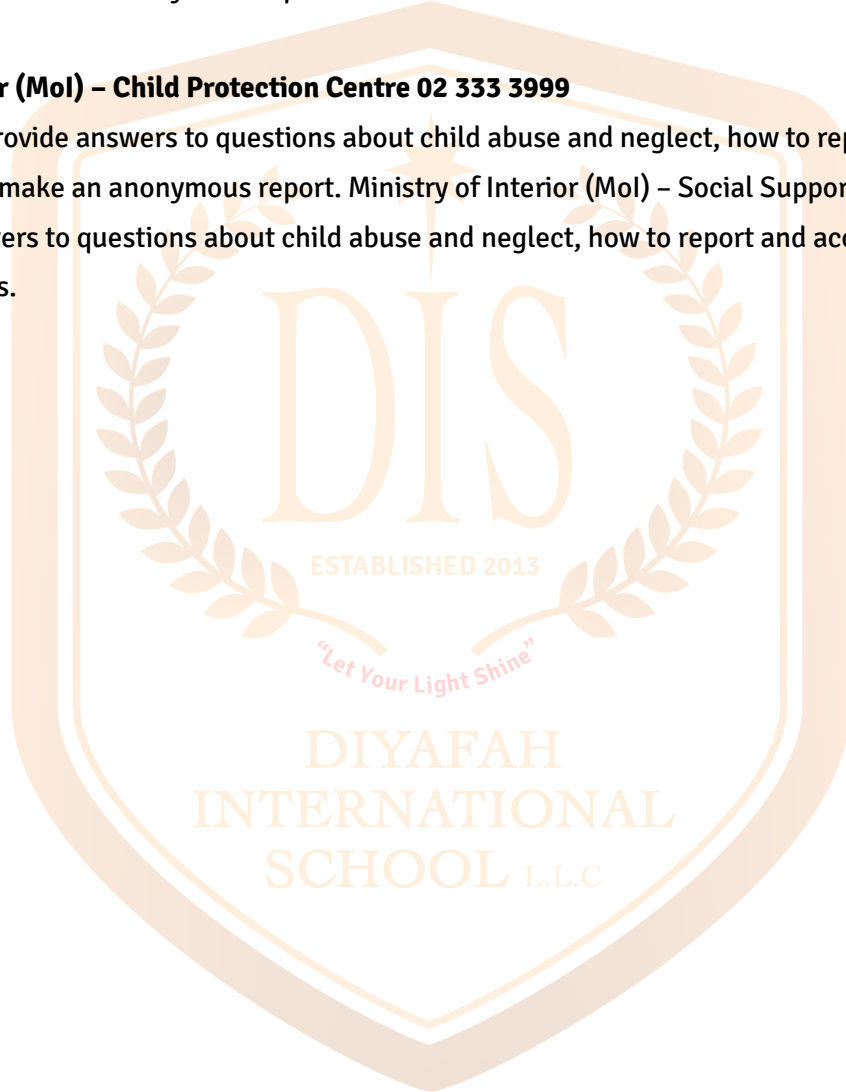 r (MoI) – Child Protection Centre 02 333 3999
rovide answers to questions about child abuse and neglect, how to rep
make an anonymous report. Ministry of Interior (MoI) – Social Suppor
ers to questions about child abuse and neglect, how to report and acc
s.
DIS
ESTABLISHED 2013
“Let Your Light Shine”
DIYAFAH
INTERNATIONAL
SCHOOL L.L.C